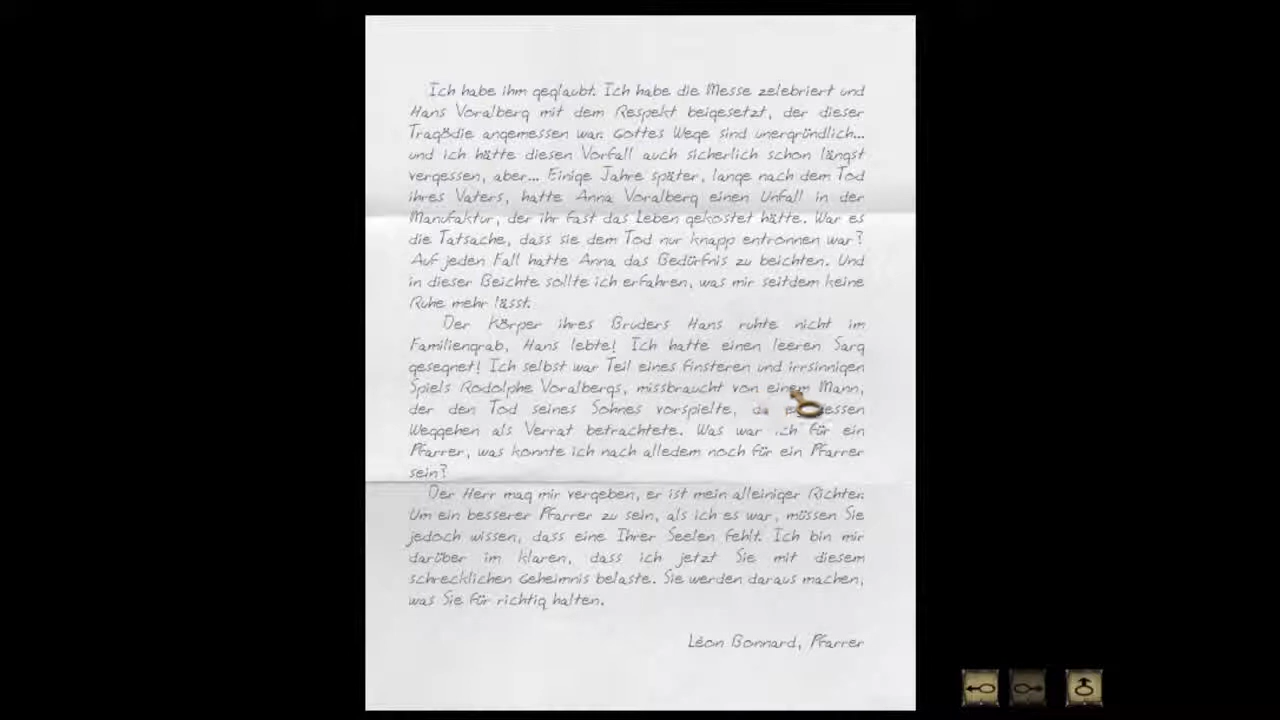 Ich habe ihm geglaubt. Ich habe die Messe zelebriert und
Hans Voralberg mit dem Respekt beigesetzt, der dieser
Tragödie angemessen war. Gottes Wege sind unergründlich...
und ich hätte diesen Vorfall auch sicherlich schon längst
vergessen, aber... Einige Jahre später, lange nach dem Tod
ihres Vaters, hatte Anna Voralberg einen Unfall in der
Manufaktur, der ihr fast das Leben gekostet hätte. War es
die Tatsache, dass sie dem Tod nur knapp entronnen war?
Auf jeden Fall hatte Anna das Bedürfnis zu beichten. Und
in dieser Beichte sollte ich erfahren, was mir seitdem keine
Ruhe mehr lässt.
Der Körper ihres Bruders Hans ruhte nicht im
Familiengrab, Hans lebte! Ich hatte einen leeren Sarg
gesegnet! Ich selbst war Teil eines finsteren und irrsinnigen
Spiels Rodolphe Voralbergs, missbraucht von einem Mann,
der den Tod seines Sohnes vorspielte,
Weggehen als Verrat betrachtete. Was war ich für ein
Pfarrer, was konnte ich nach alledem noch für ein Pfarrer
sein?
Der Herr mag mir vergeben, er ist mein alleiniger Richter.
Um ein besserer Pfarrer zu sein, als ich es war, müssen Sie
jedoch wissen, dass eine Ihrer Seelen fehlt. Ich bin mir
darüber im klaren, dass ich jetzt Sie mit diesem
schrecklichen Geheimnis belaste. Sie werden daraus machen,
was Sie für richtig halten.
Léon Bonnard, Pfarrer